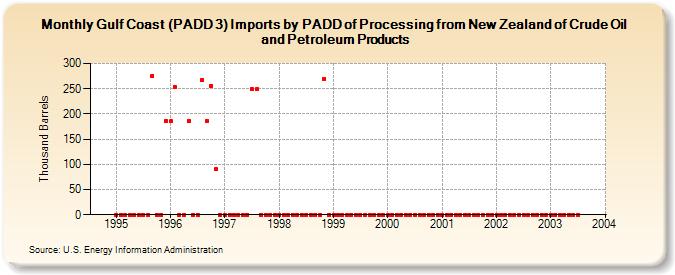 Monthly Gulf Coast (PADD 3) Imports by PADD of Processing from New Zealand of Crude Oil
and Petroleum Products
Thousand Barrels
300
250
200
150
100
50
0
1995 1996 1997 1998 1999 2000 2001 2002 2003 2004
Source: U.S. Energy Information Administration